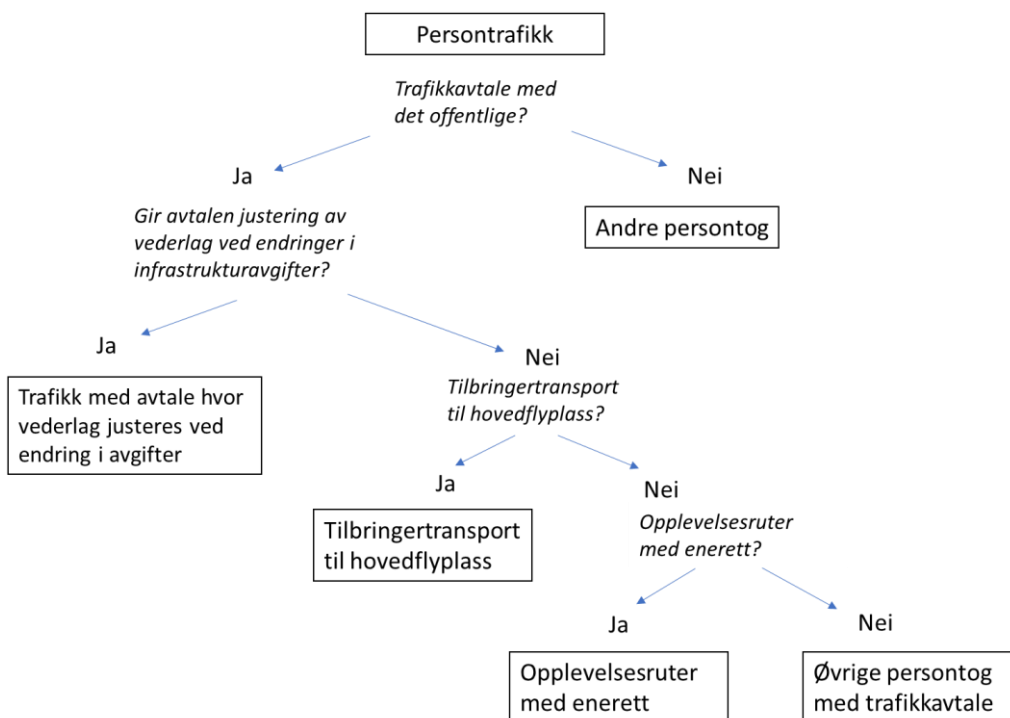 Persontrafikk
Trafikkavtale med
det offentlige?
Ja
Nei
Gir avtalen justering av
vederlag ved endringer i
infrastrukturavgifter?
Andre persontog
Ja
Nei
Trafikk med avtale hvor
vederlag justeres ved
endring i avgifter
Tilbringertransport
til hovedflyplass?
Ja
Nei
Tilbringertransport
til hovedflyplass
Opplevelsesruter
med enerett?
Ja
Nei
Opplevelsesruter
med enerett
Øvrige persontog
med trafikkavtale